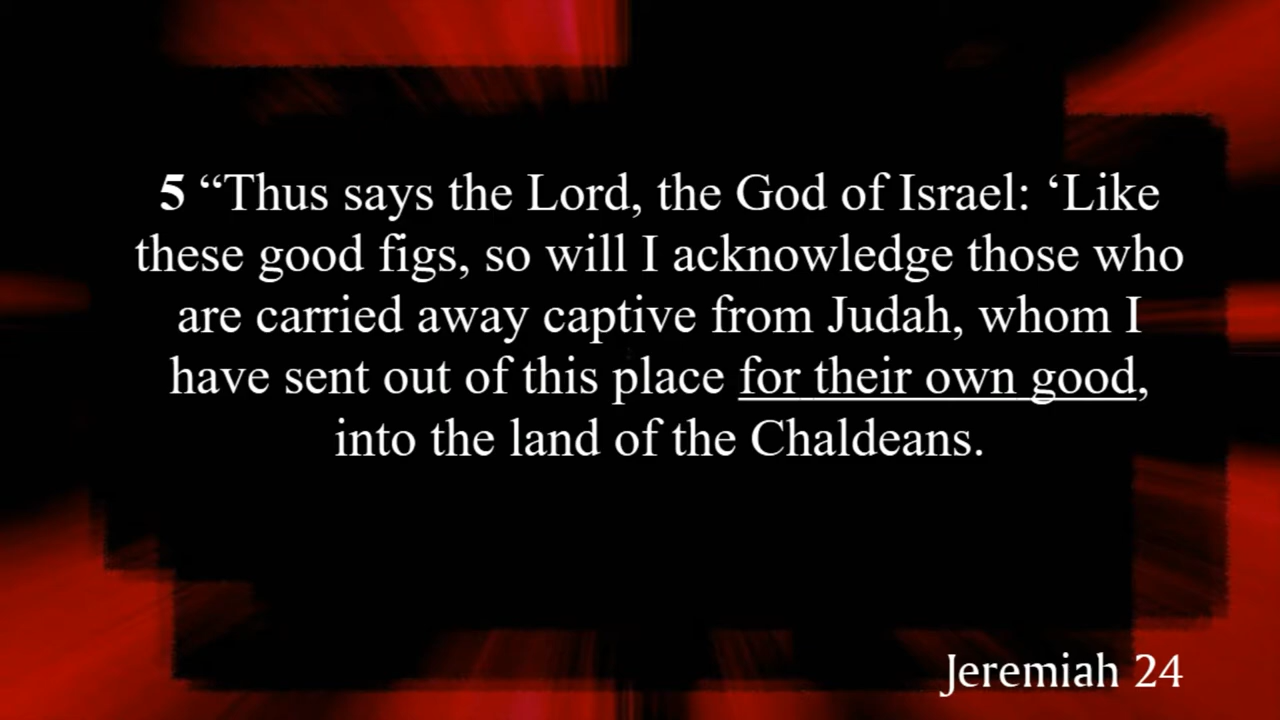 5 “Thus says the Lord, the God of Israel: ‘Like
these good figs, so will I acknowledge those who
are carried away captive from Judah, whom I
have sent out of this place for their own good,
into the land of the Chaldeans.
Jeremiah 24